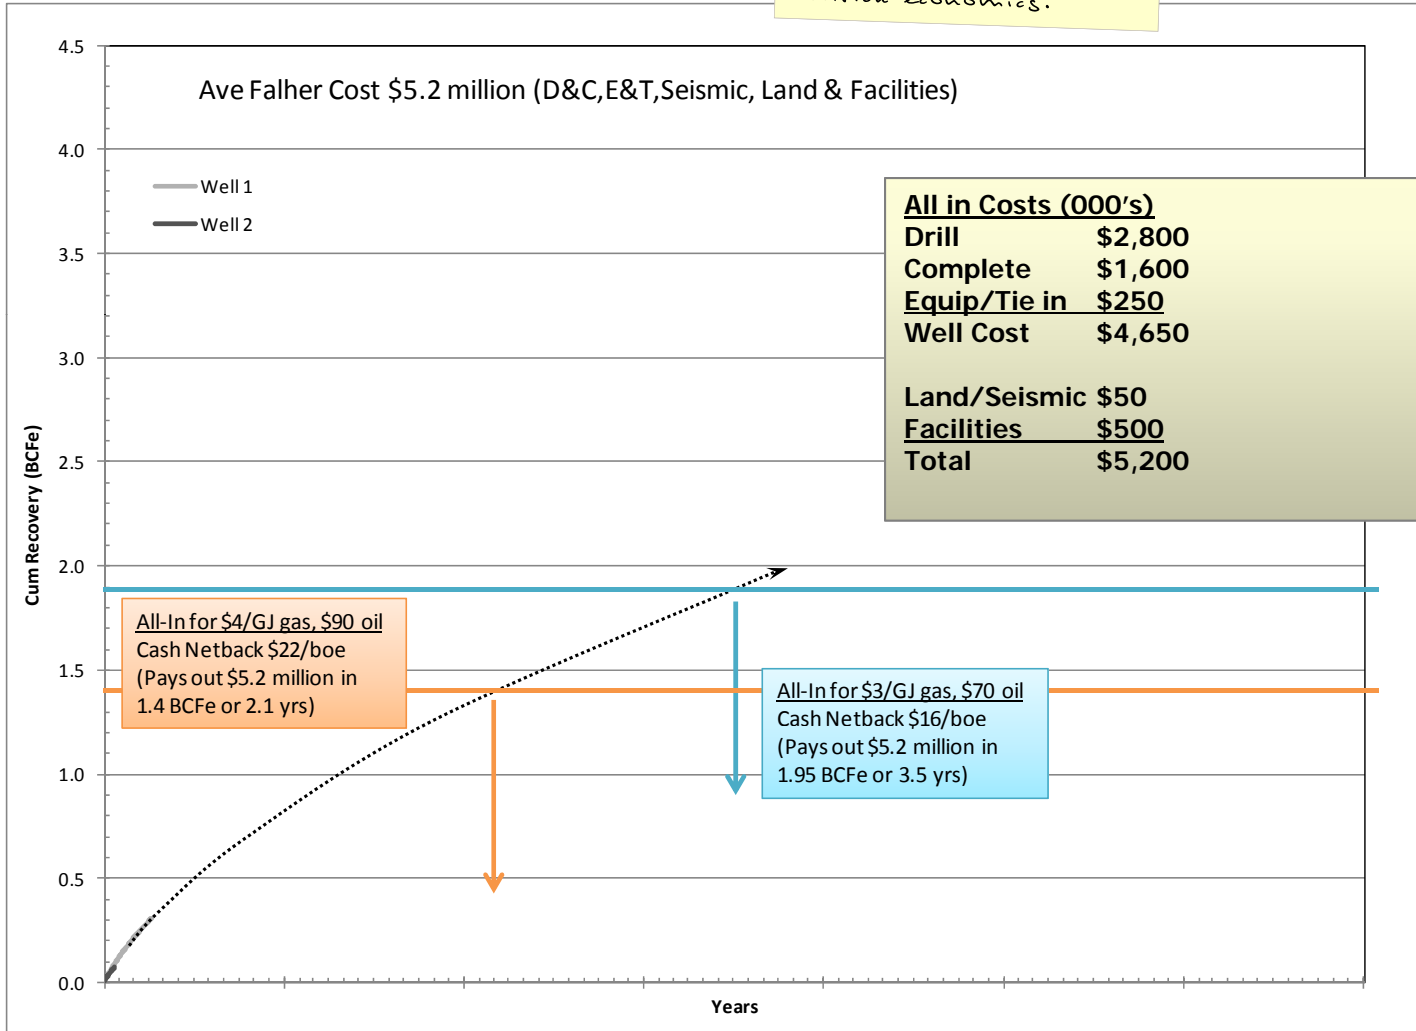 economics.
4.5
Ave Falher Cost $5.2 million (D&C,E&T,Seismic, Land & Facilities)
4.0
Well 1
Well 2
3.5
All in Costs (000's)
Drill $2,800
Complete $1,600
Equip/Tie in $250
Well Cost $4,650
Land/Seismic $50
Facilities $500
Total $5,200
3.0
2.5
Cum Recovery (BCFe)
2.0
All-In for $4/GJ gas, $90 oil
Cash Netback $22/boe
(Pays out $5.2 million in
1.4 BCFe or 2.1 yrs)
1.5
All-In for $3/GJ gas, $70 oil
Cash Netback $16/boe
(Pays out $5.2 million in
1.95 BCFe or 3.5 yrs)
1.0
0.5
0.0
Years